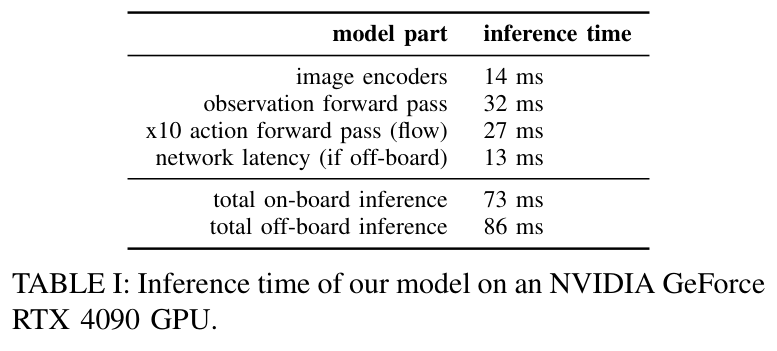 model part inference time
image encoders 14 ms
observation forward pass 32 ms
x10 action forward pass (flow) 27 ms
network latency (if off-board) 13 ms
total on-board inference 73 ms
total off-board inference 86 ms
TABLE I: Inference time of our model on an NVIDIA GeForce
RTX 4090 GPU.